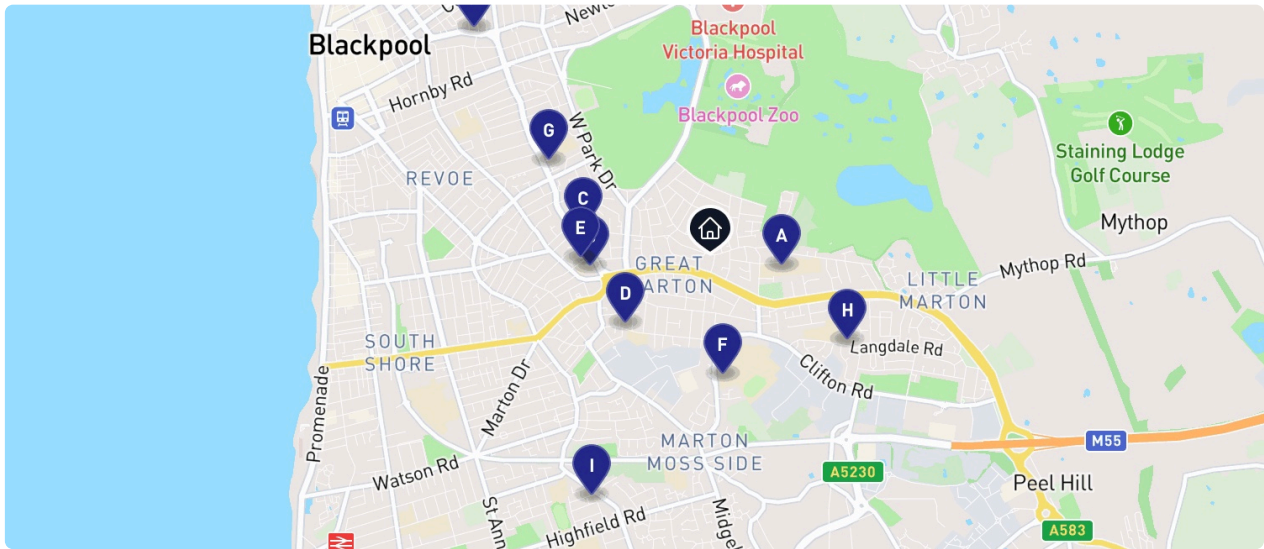 Newto
Blackpool
Blackpool
Victoria Hospital
Hornby Rd
Blackpool Zoo
G
W Park Dr
Staining Lodge
Golf Course
REVOE
C
Mythop
E
A
GREAT
MARTON
Mythop Rd
LITTLE
MARTON
D
H
SOUTH
SHORE
F
Langdale Rd
Clifton Rd
Marton Dr
Promenade
MARTON
MOSS SIDE
M55
Watson Rd
I
A5230
Peel Hill
St Ann
Highfield Rd
Midge
A583